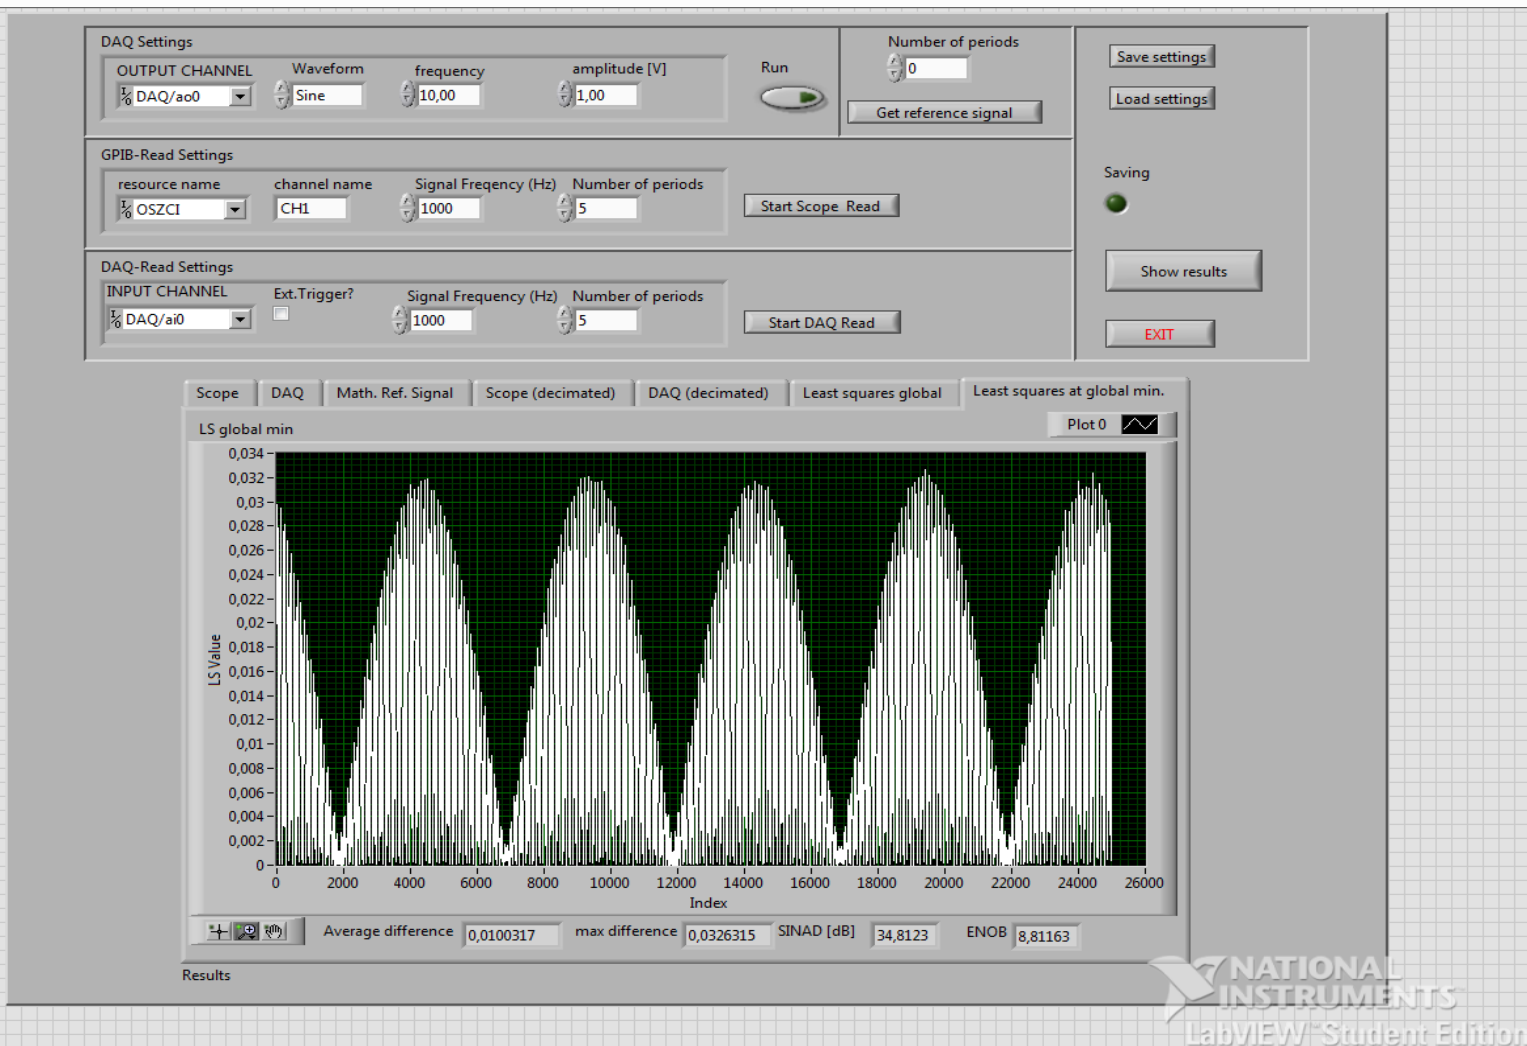 DAQ Settings
OUTPUT CHANNEL Waveform frequency amplitude [V]
DAQ/ao0 Sine 10,00 1,00
Run
Number of periods
0
Get reference signal
Save settings
Load settings
GPIB-Read Settings
resource name channel name Signal Freqency (Hz) Number of periods
OSZCI CH1 1000 5
Start Scope Read
Saving
DAQ-Read Settings
INPUT CHANNEL Ext.Trigger? Signal Frequency (Hz) Number of periods
DAQ/ai0 1000 5
Start DAQ Read
Show results
EXIT
Scope DAQ Math. Ref. Signal Scope (decimated) DAQ (decimated) Least squares global Least squares at global min.
LS global min
Plot 0
0,034
0,032
0,03
0,028
0,026
0,024
0,022
0,02
0,018
0,016
0,014
0,012
0,01
0,008
0,006
0,004
0,002
0
LS Value
0 2000 4000 6000 8000 10000 12000 14000 16000 18000 20000 22000 24000 26000
Index
Average difference 0,0100317 max difference 0,0326315 SINAD [dB] 34,8123 ENOB 8,81163
Results
NATIONAL
INSTRUMENTS™
LabVIEW™ Student Edition